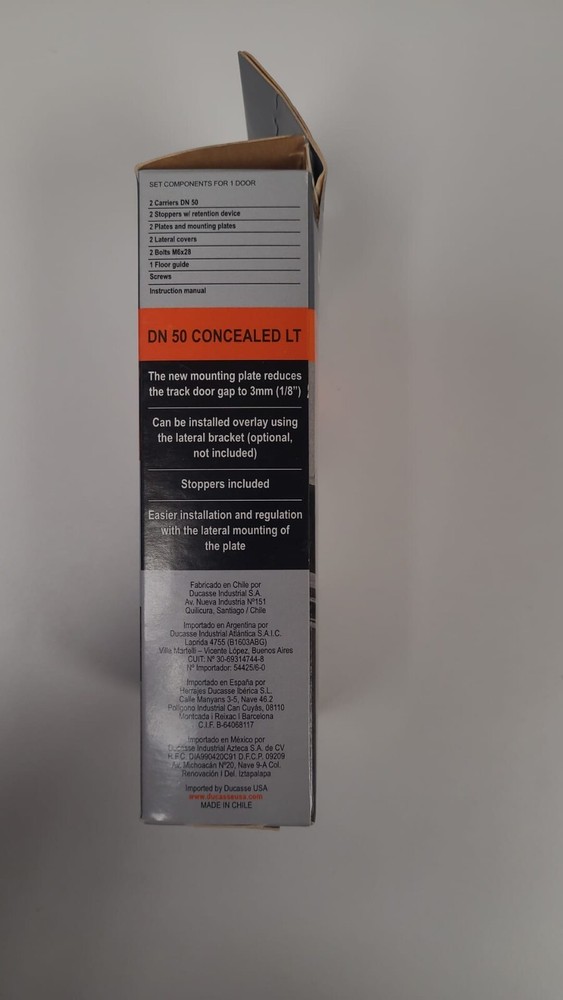 SET COMPONENTS FOR 1 DOOR
2 Carriers DN 50
2 Stoppers w/ retention device
2 Plates and mounting plates
2 Lateral covers
2 Bolts M6x28
1 Floor guide
Screws
Instruction manual
DN 50 CONCEALED LT
The new mounting plate reduces
the track door gap to 3mm (1/8")
Can be installed overlay using
the lateral bracket (optional,
not included)
Stoppers included
Easier installation and regulation
with the lateral mounting of
the plate
Fabricado en Chile por
Ducasse Industrial S.A.
Av. Nueva Industria Nº151
Quilicura, Santiago / Chile
Importado en Argentina por
Ducasse Industrial Atlántica S.A.I.C.
Laprida 4755 (B1603ABG)
Villa Martelli – Vicente López, Buenos Aires
CUIT: Nº 30-69314744-8
Nº Importador: 54425/6-0
Importado en España por
Herrajes Ducasse Ibérica S.L.
Calle Manyans 3-5, Nave 46.2
Polígono Industrial Can Cuyás, 08110
Montcada i Reixac I Barcelona
C.I.F. B-64068117
Importado en México por
Ducasse Industrial Azteca S.A. de CV
R.F.C. DIA990420C91 D.F.C.P. 09209
Av. Michoacán Nº20, Nave 9-A Col.
Renovación I Del. Iztapalapa
Imported by Ducasse USA
www.ducasseusa.com
MADE IN CHILE